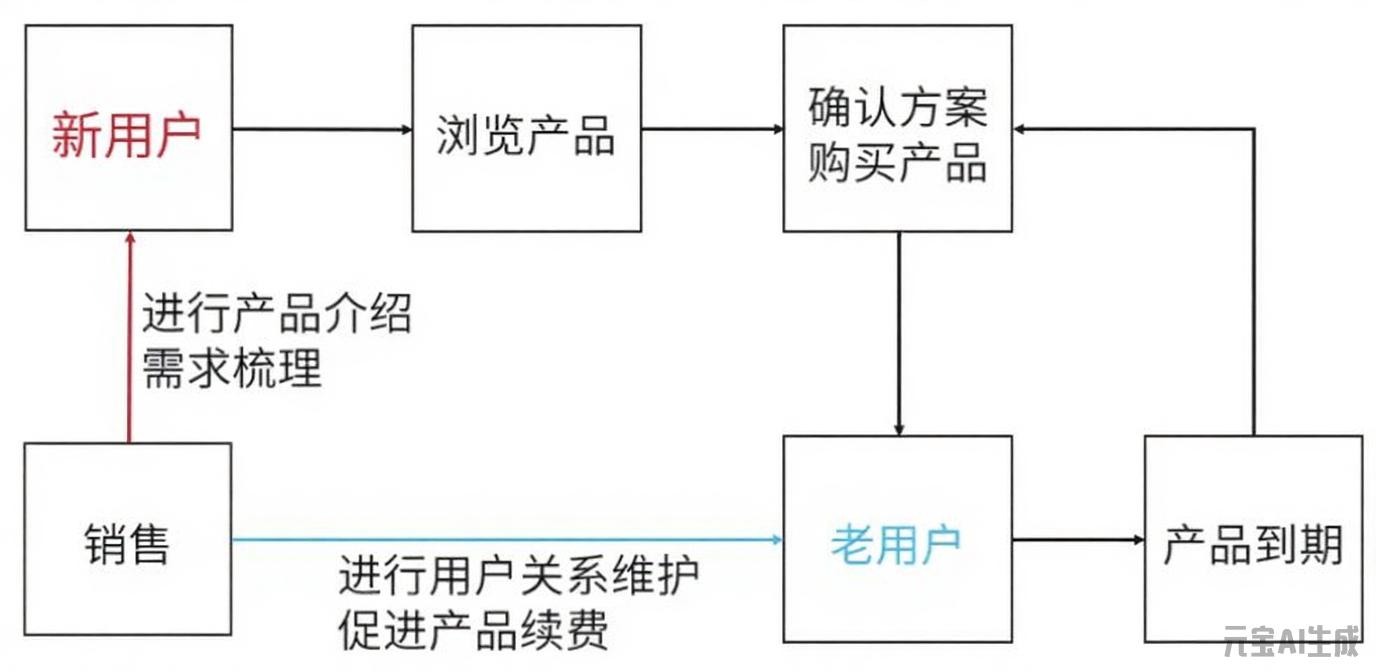 新用户
浏览产品
确认方案
购买产品
进行产品介绍
需求梳理
销售
进行用户关系维护
促进产品续费
老用户
产品到期
元宝AI生成